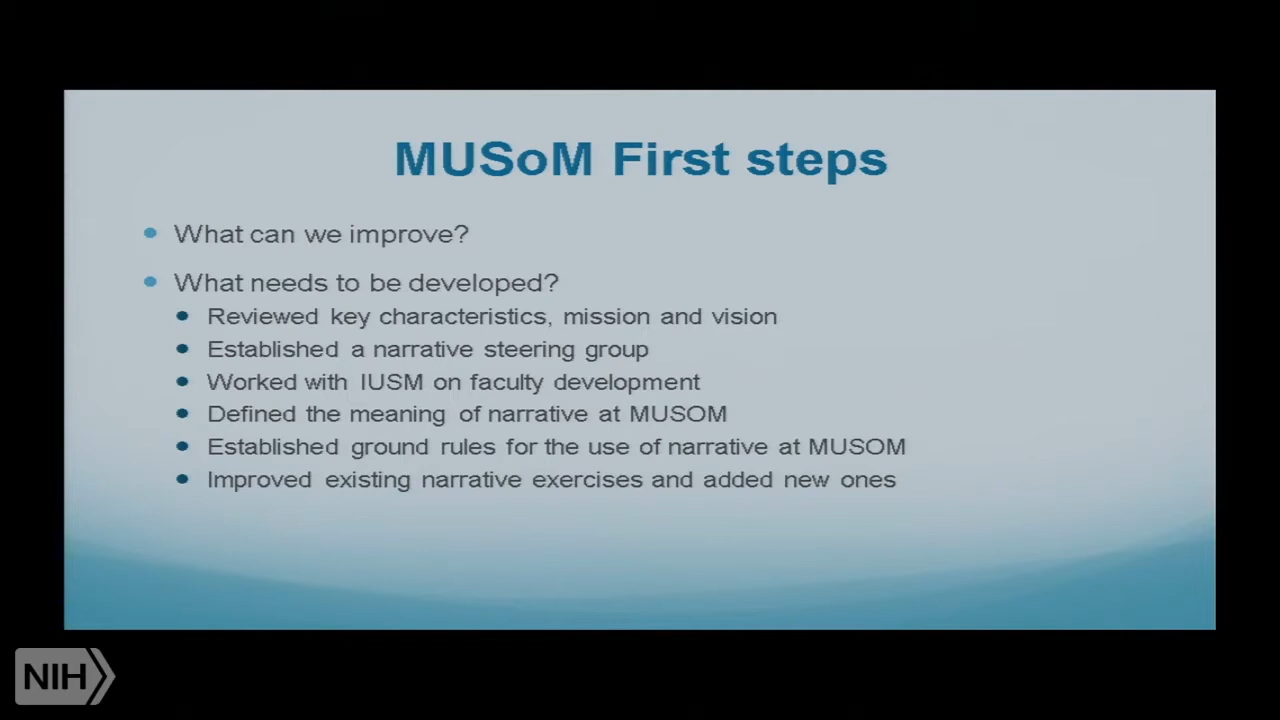 MUSoM First steps
• What can we improve?
• What needs to be developed?
• Reviewed key characteristics, mission and vision
• Established a narrative steering group
• Worked with IUSM on faculty development
• Defined the meaning of narrative at MUSOM
• Established ground rules for the use of narrative at MUSOM
• Improved existing narrative exercises and added new ones
NIH